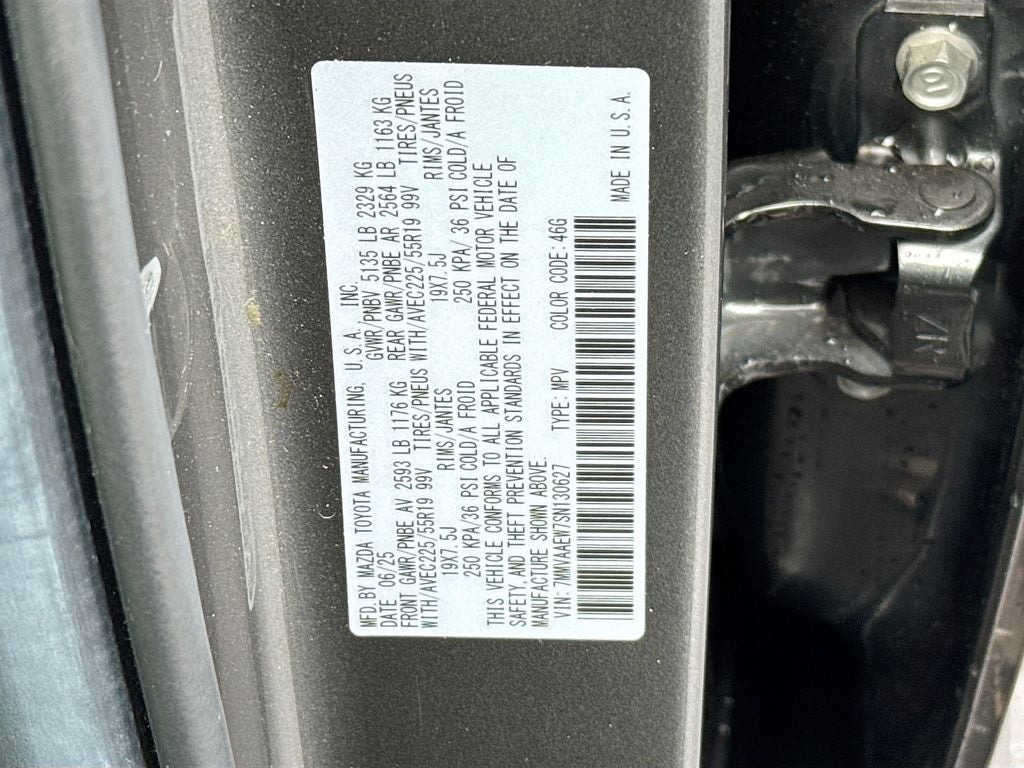 MFD.BY MAZDA TOYOTA MANUFACTURING, U.S.A. INC.
DATE 06/25 GVWR/PNBV 5135 LB 2329 KG
FRONT GAWR/PNBE AV 2593 LB 1176 KG REAR GAWR/PNBE AR 2564 LB 1163 KG
WITH/AVEC225/55R19 99V TIRES/PNEUS WITH/AVEC225/55R19 99V TIRES/PNEUS
19X7.5J RIMS/JANTES 19X7.5J RIMS/JANTES
250 KPA/36 PSI COLD/A FROID 250 KPA/ 36 PSI COLD/A FROID
THIS VEHICLE CONFORMS TO ALL APPLICABLE FEDERAL MOTOR VEHICLE
SAFETY,AND THEFT PREVENTION STANDARDS IN EFFECT ON THE DATE OF
MANUFACTURE SHOWN ABOVE.
VIN: 7MMVAAEW7SN130627 TYPE: MPV COLOR CODE: 46G
MADE IN U.S.A.